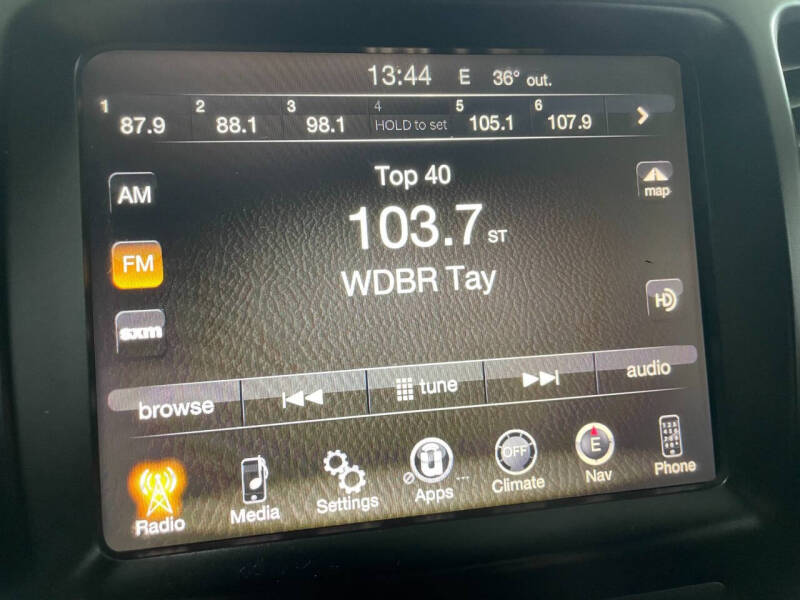 13:44 E 36° out.
1 87.9 2 88.1 3 98.1 4 HOLD to set 5 105.1 6 107.9
Top 40
AM
map
103.7 ST
FM
WDBR Tay
HD
sxm
browse tune audio
OFF E
Radio Media Settings Apps Climate Nav Phone